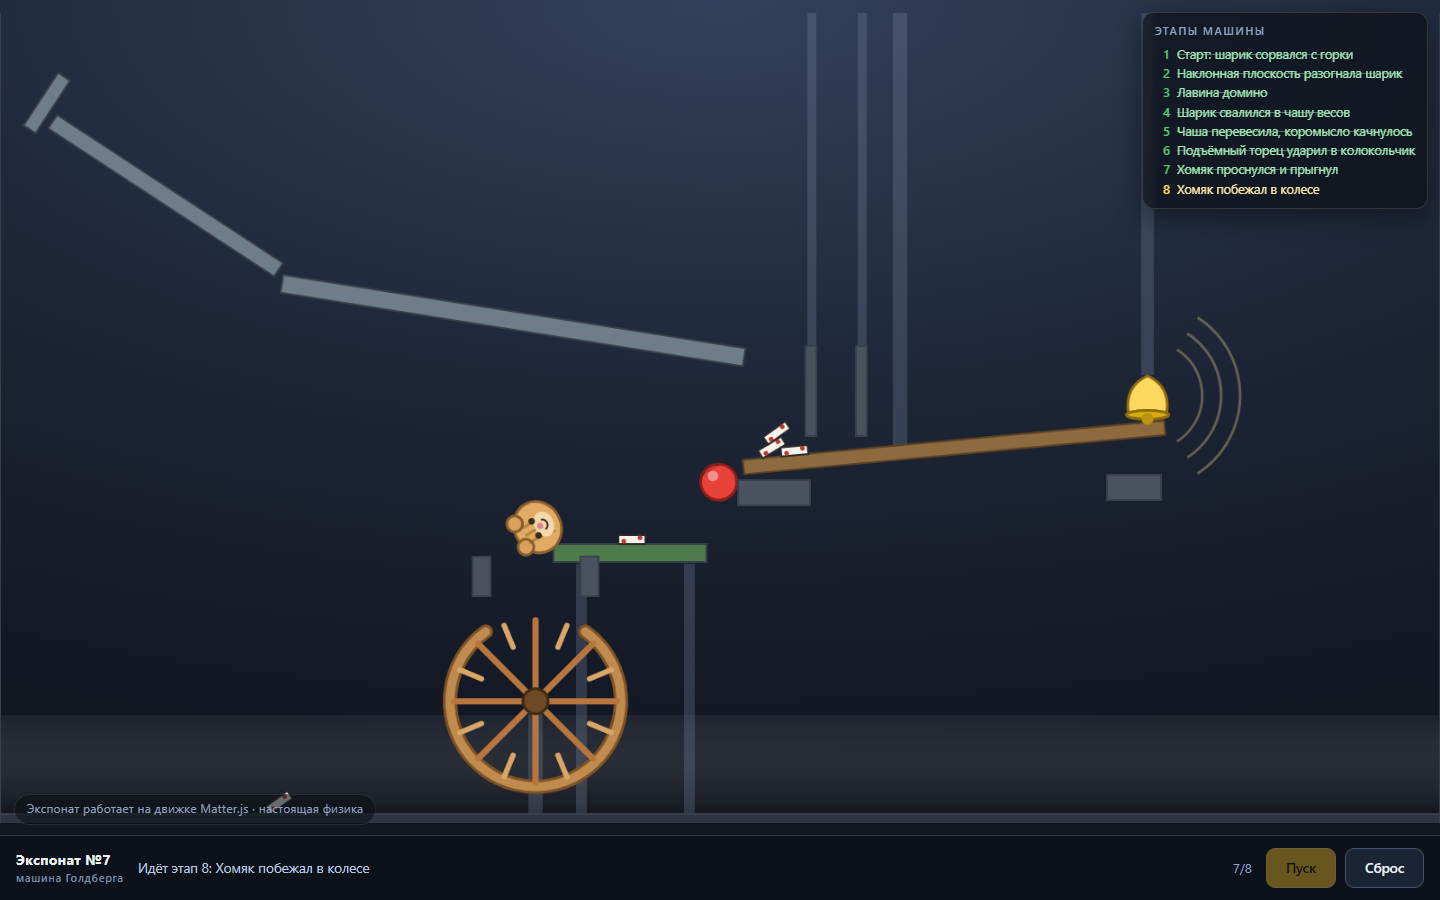 ЭТАПЫ МАШИНЫ
1 Старт: шарик сорвался с горки
2 Наклонная плоскость разогнала шарик
3 Лавина домино
4 Шарик свалился в чашу весов
5 Чаша перевесила, коромысло качнулось
6 Подъёмный торец ударил в колокольчик
7 Хомяк проснулся и прыгнул
8 Хомяк побежал в колесе
Экспонат работает на движке Matter.js · настоящая физика
Экспонат №7
машина Голдберга
Идёт этап 8: Хомяк побежал в колесе
7/8
Пуск
Сброс